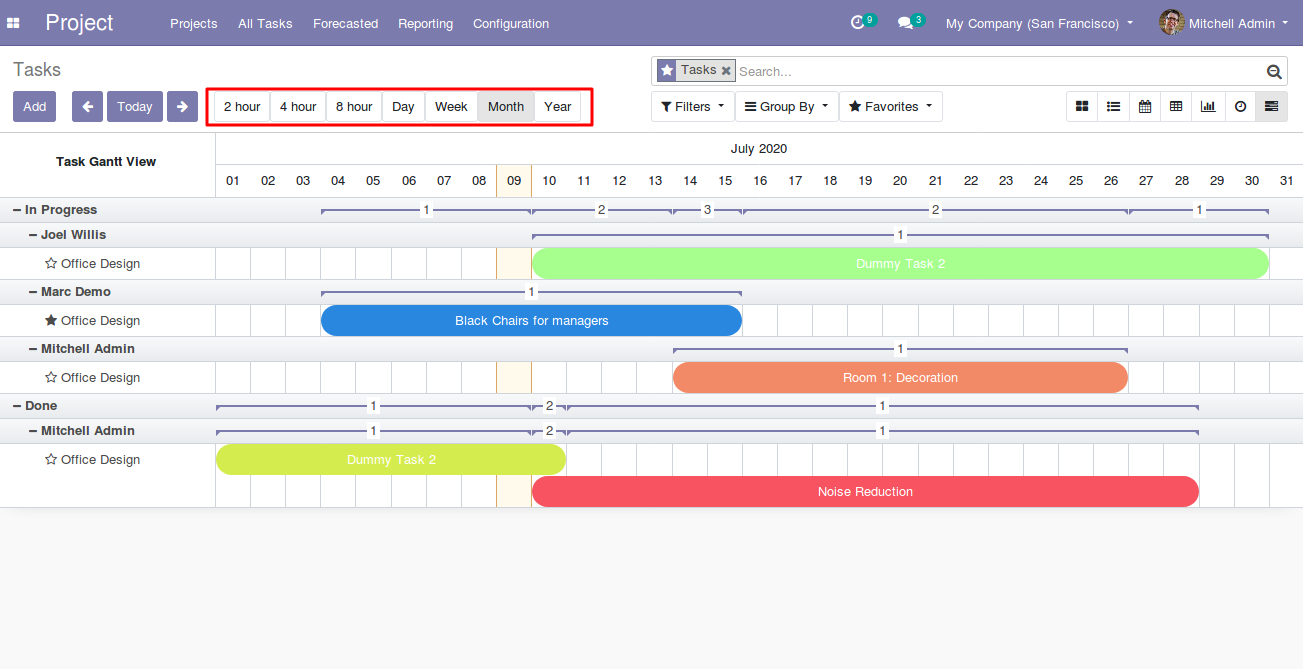 Project Projects All Tasks Forecasted Reporting Configuration 9 3 My Company (San Francisco) Mitchell Admin
Tasks Tasks Search...
Add Today 2 hour 4 hour 8 hour Day Week Month Year Filters Group By Favorites
Task Gantt View July 2020
01 02 03 04 05 06 07 08 09 10 11 12 13 14 15 16 17 18 19 20 21 22 23 24 25 26 27 28 29 30 31
In Progress 1 2 3 2 1
Joel Willis 1
Office Design Dummy Task 2
Marc Demo 1
Office Design Black Chairs for managers
Mitchell Admin 1
Office Design Room 1: Decoration
Done 1 2 1
Mitchell Admin 1 2 1
Office Design Dummy Task 2
Noise Reduction